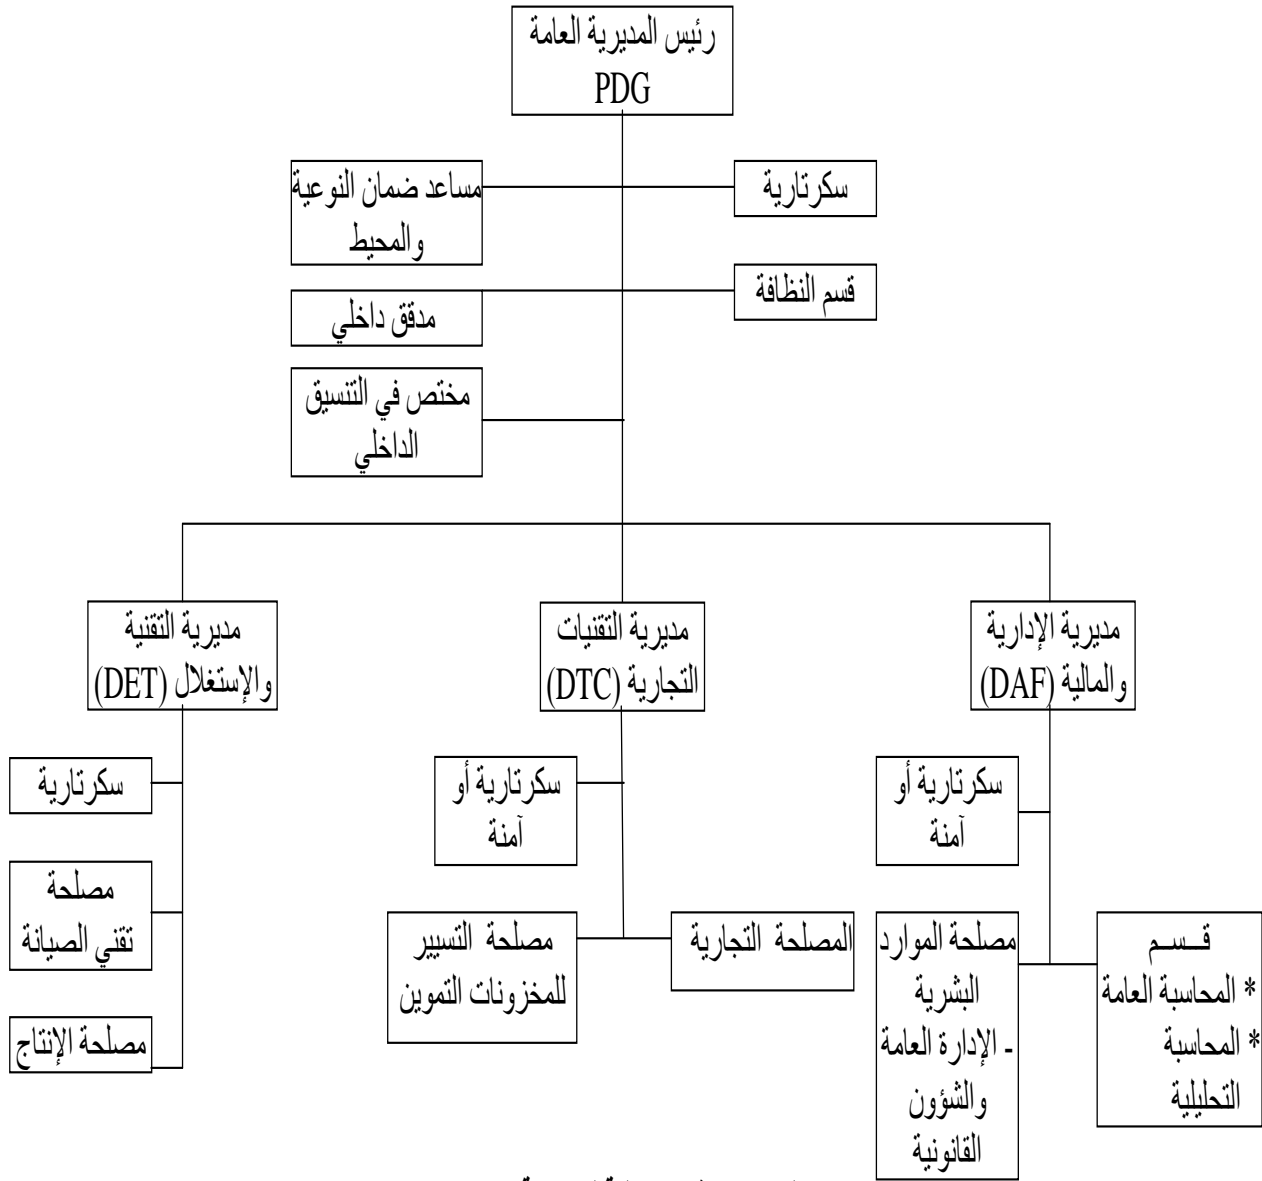 رئيس المديرية العامة
PDG
سكرتارية
مساعد ضمان النوعية
والمحيط
قسم النظافة
مدقق داخلي
مختص في التنسيق
الداخلي
مديرية الإدارية
والمالية (DAF)
مديرية التقنيات
التجارية (DTC)
مديرية التقنية
والإستغلال (DET)
سكرتارية أو
آمنة
سكرتارية أو
آمنة
سكرتارية
مصلحة
تقني الصيانة
مصلحة الإنتاج
قـــســـم
* المحاسبة العامة
* المحاسبة
التحليلية
مصلحة الموارد
البشرية
- الإدارة العامة
والشؤون
القانونية
المصلحة التجارية
مصلحة التسيير
للمخزونات التموين